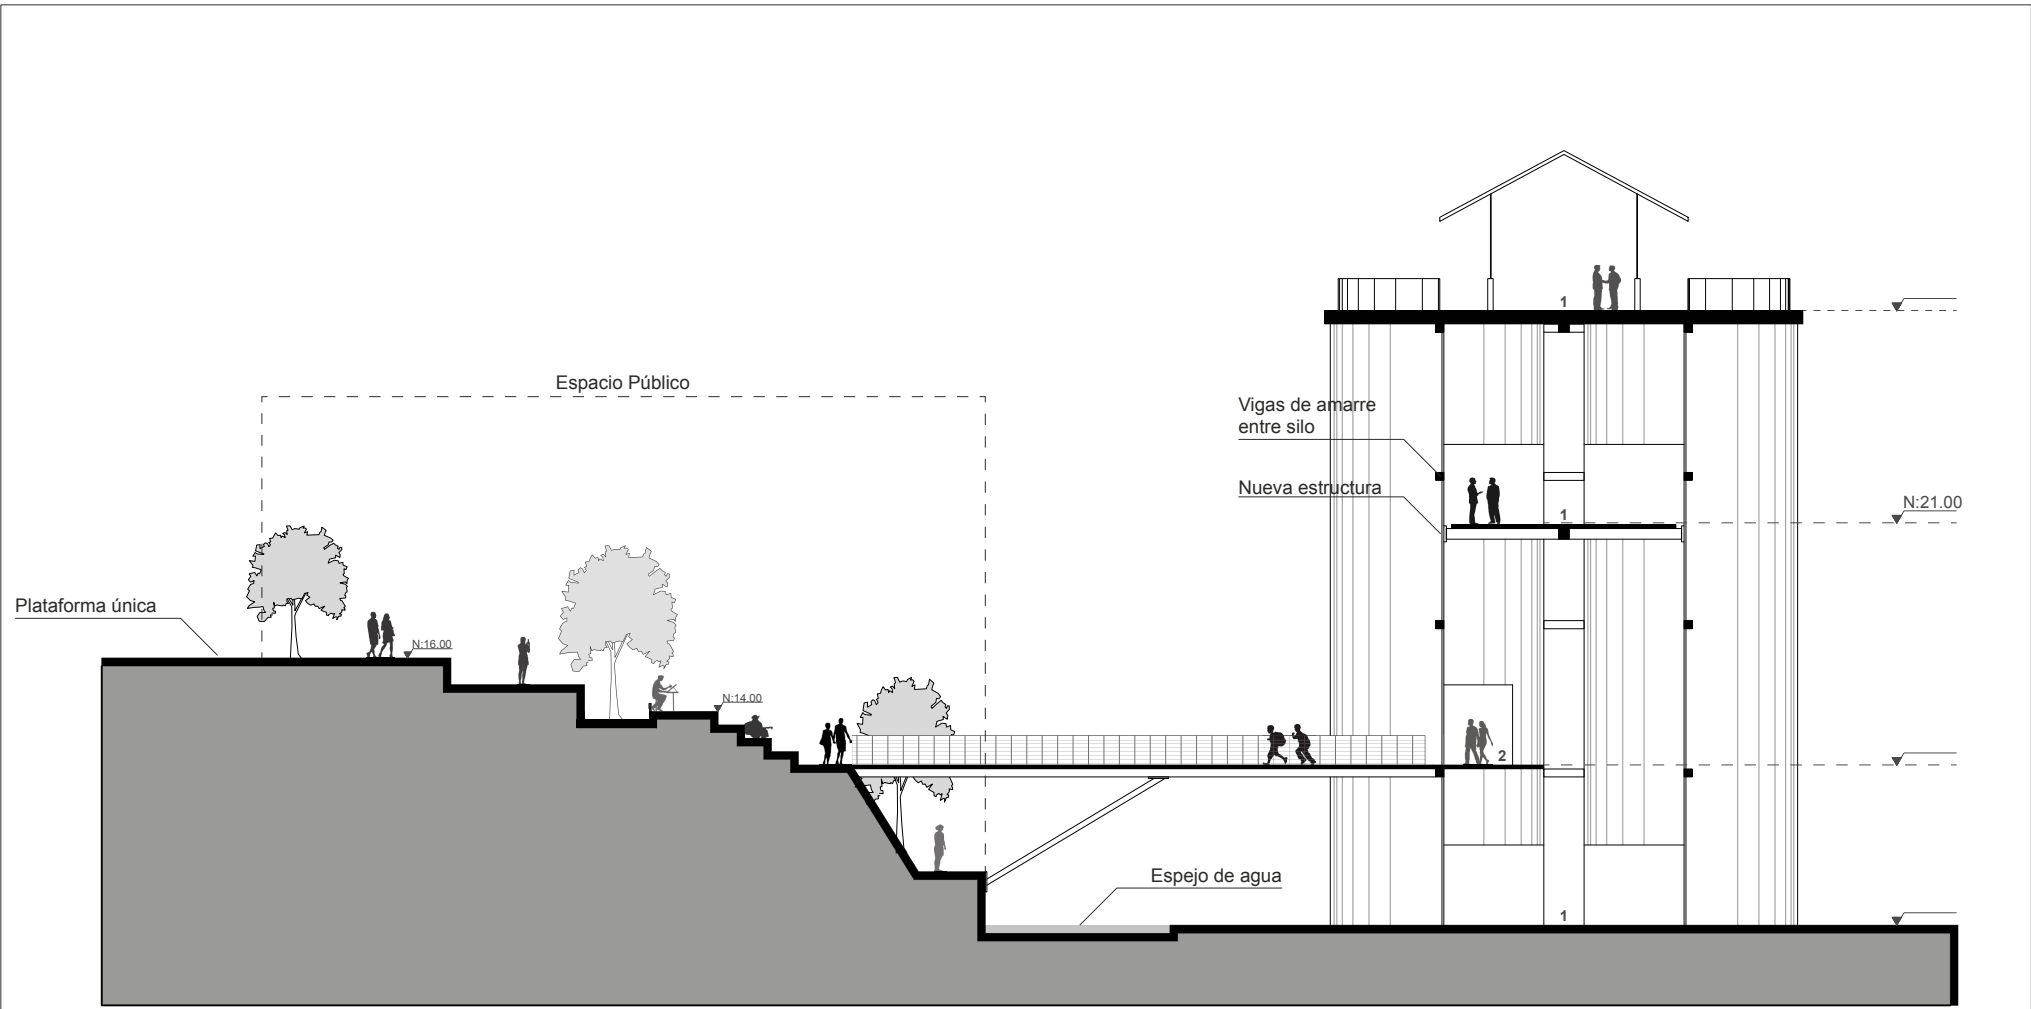 1
Espacio Público
Vigas de amarre
entre silo
Nueva estructura
1
N:21.00
Plataforma única
N:16.00
N:14.00
2
Espejo de agua
1